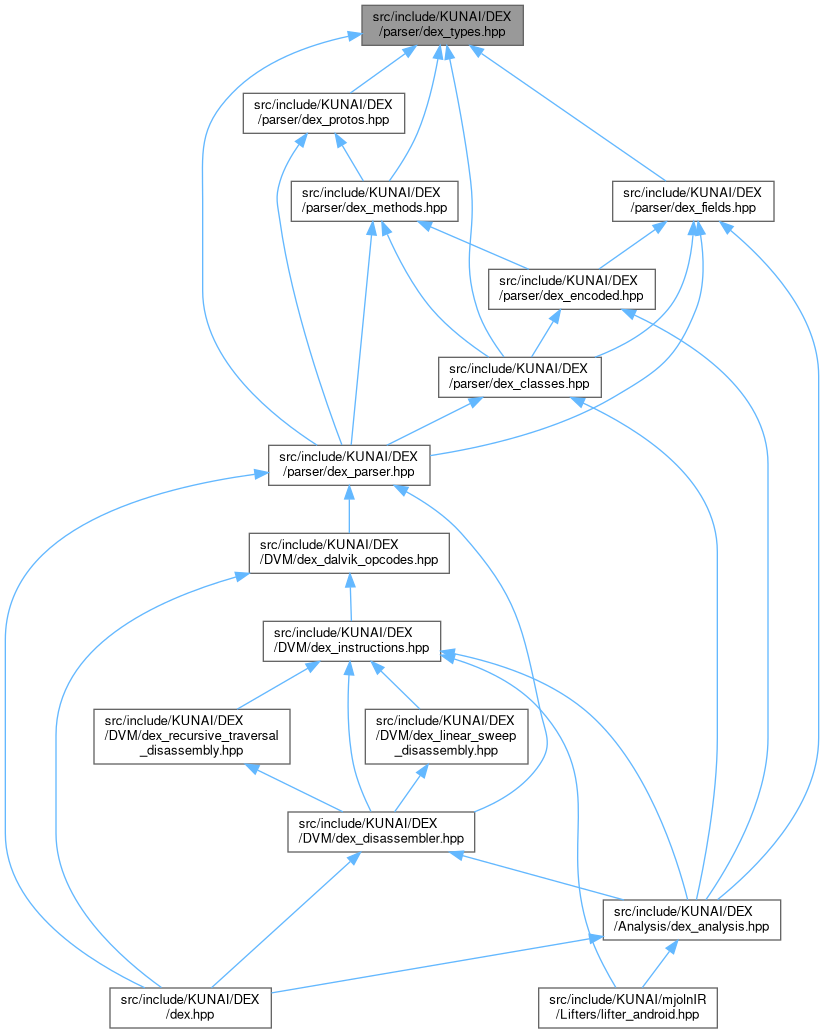 src/include/KUNAI/DEX
/parser/dex_types.hpp
src/include/KUNAI/DEX
/parser/dex_protos.hpp
src/include/KUNAI/DEX
/parser/dex_methods.hpp
src/include/KUNAI/DEX
/parser/dex_fields.hpp
src/include/KUNAI/DEX
/parser/dex_encoded.hpp
src/include/KUNAI/DEX
/parser/dex_classes.hpp
src/include/KUNAI/DEX
/parser/dex_parser.hpp
src/include/KUNAI/DEX
/DVM/dex_dalvik_opcodes.hpp
src/include/KUNAI/DEX
/DVM/dex_instructions.hpp
src/include/KUNAI/DEX
/DVM/dex_recursive_traversal
_disassembly.hpp
src/include/KUNAI/DEX
/DVM/dex_linear_sweep
_disassembly.hpp
src/include/KUNAI/DEX
/DVM/dex_disassembler.hpp
src/include/KUNAI/DEX
/Analysis/dex_analysis.hpp
src/include/KUNAI/DEX
/dex.hpp
src/include/KUNAI/mjolnIR
/Lifters/lifter_android.hpp